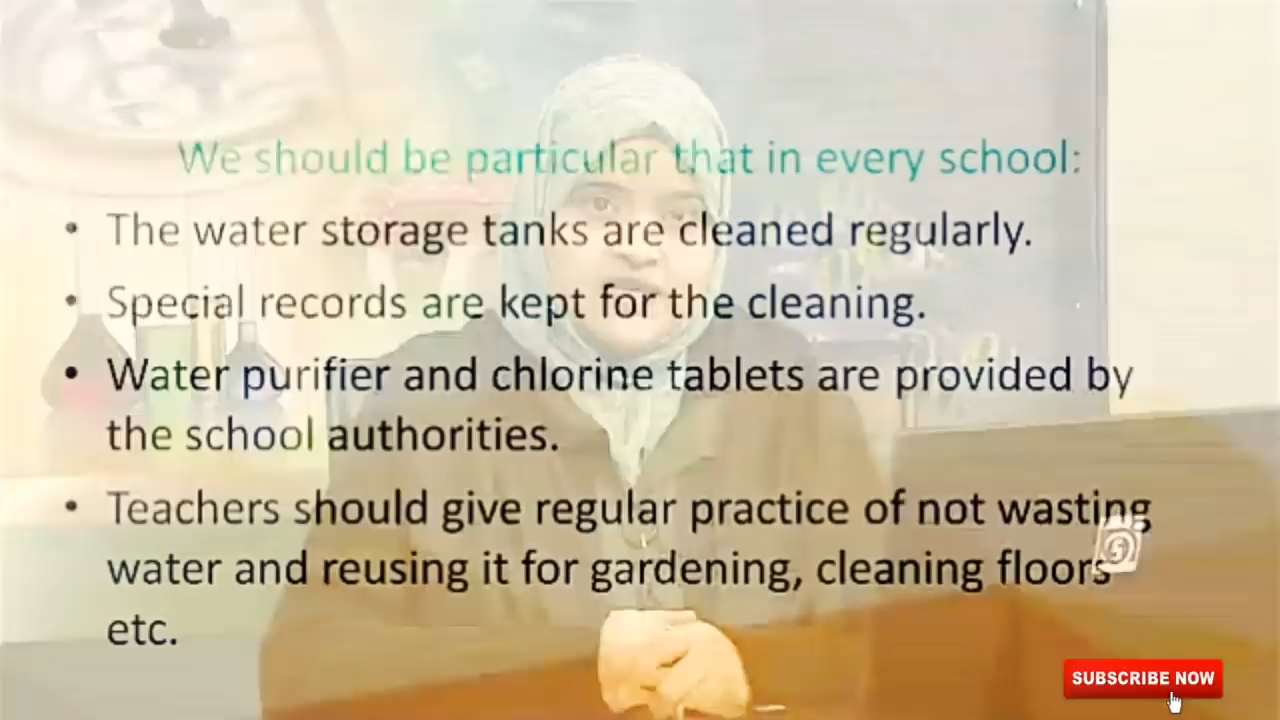 We should be particular that in every school:
• The water storage tanks are cleaned regularly.
• Special records are kept for the cleaning.
• Water purifier and chlorine tablets are provided by
the school authorities.
• Teachers should give regular practice of not wasting
water and reusing it for gardening, cleaning floors
etc.
SUBSCRIBE NOW